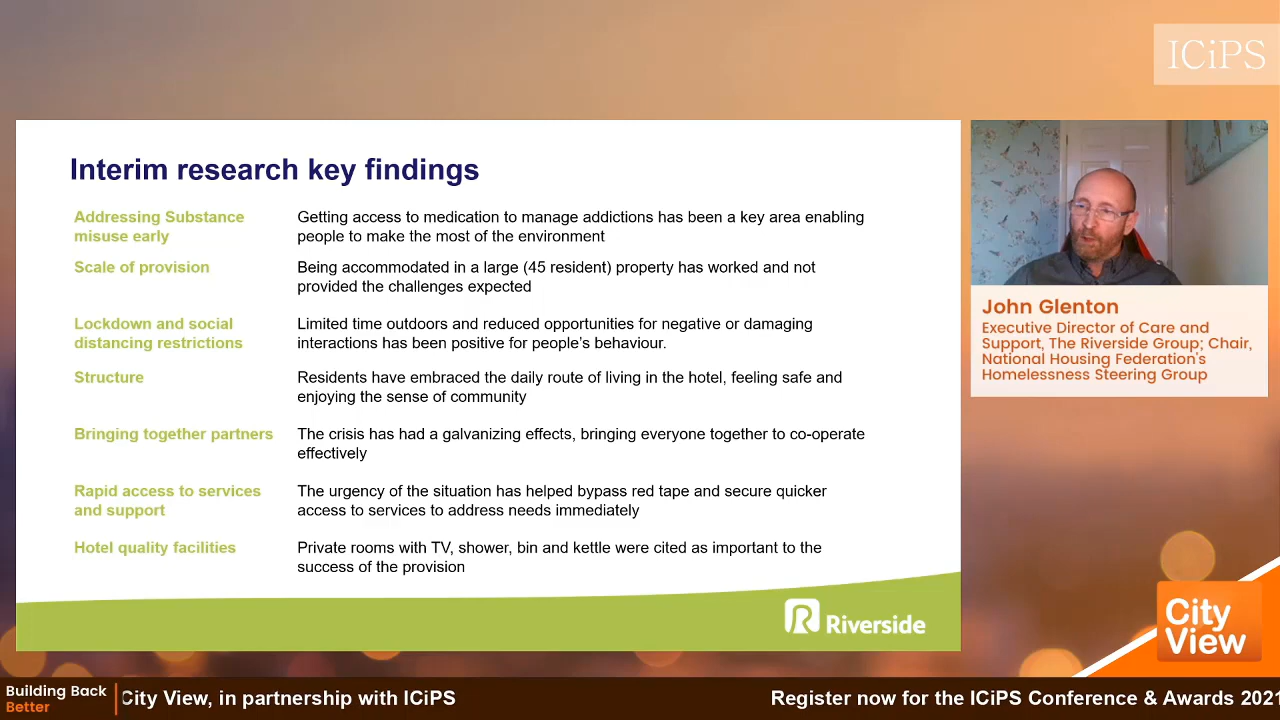 ICiPS
Interim research key findings
Addressing Substance
misuse early
Getting access to medication to manage addictions has been a key area enabling
people to make the most of the environment
Scale of provision
Being accommodated in a large (45 resident) property has worked and not
provided the challenges expected
Lockdown and social
distancing restrictions
Limited time outdoors and reduced opportunities for negative or damaging
interactions has been positive for people's behaviour.
Structure
Residents have embraced the daily route of living in the hotel, feeling safe and
enjoying the sense of community
Bringing together partners
The crisis has had a galvanizing effects, bringing everyone together to co-operate
effectively
Rapid access to services
and support
The urgency of the situation has helped bypass red tape and secure quicker
access to services to address needs immediately
Hotel quality facilities
Private rooms with TV, shower, bin and kettle were cited as important to the
success of the provision
Riverside
John Glenton
Executive Director of Care and
Support, The Riverside Group; Chair,
National Housing Federation's
Homelessness Steering Group
City
View
Building Back
Better
City View, in partnership with ICiPS
Register now for the ICiPS Conference & Awards 2021